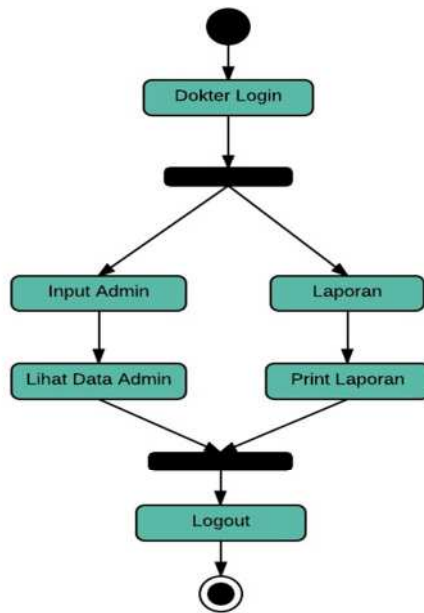 Dokter Login
Input Admin
Laporan
Lihat Data Admin
Print Laporan
Logout